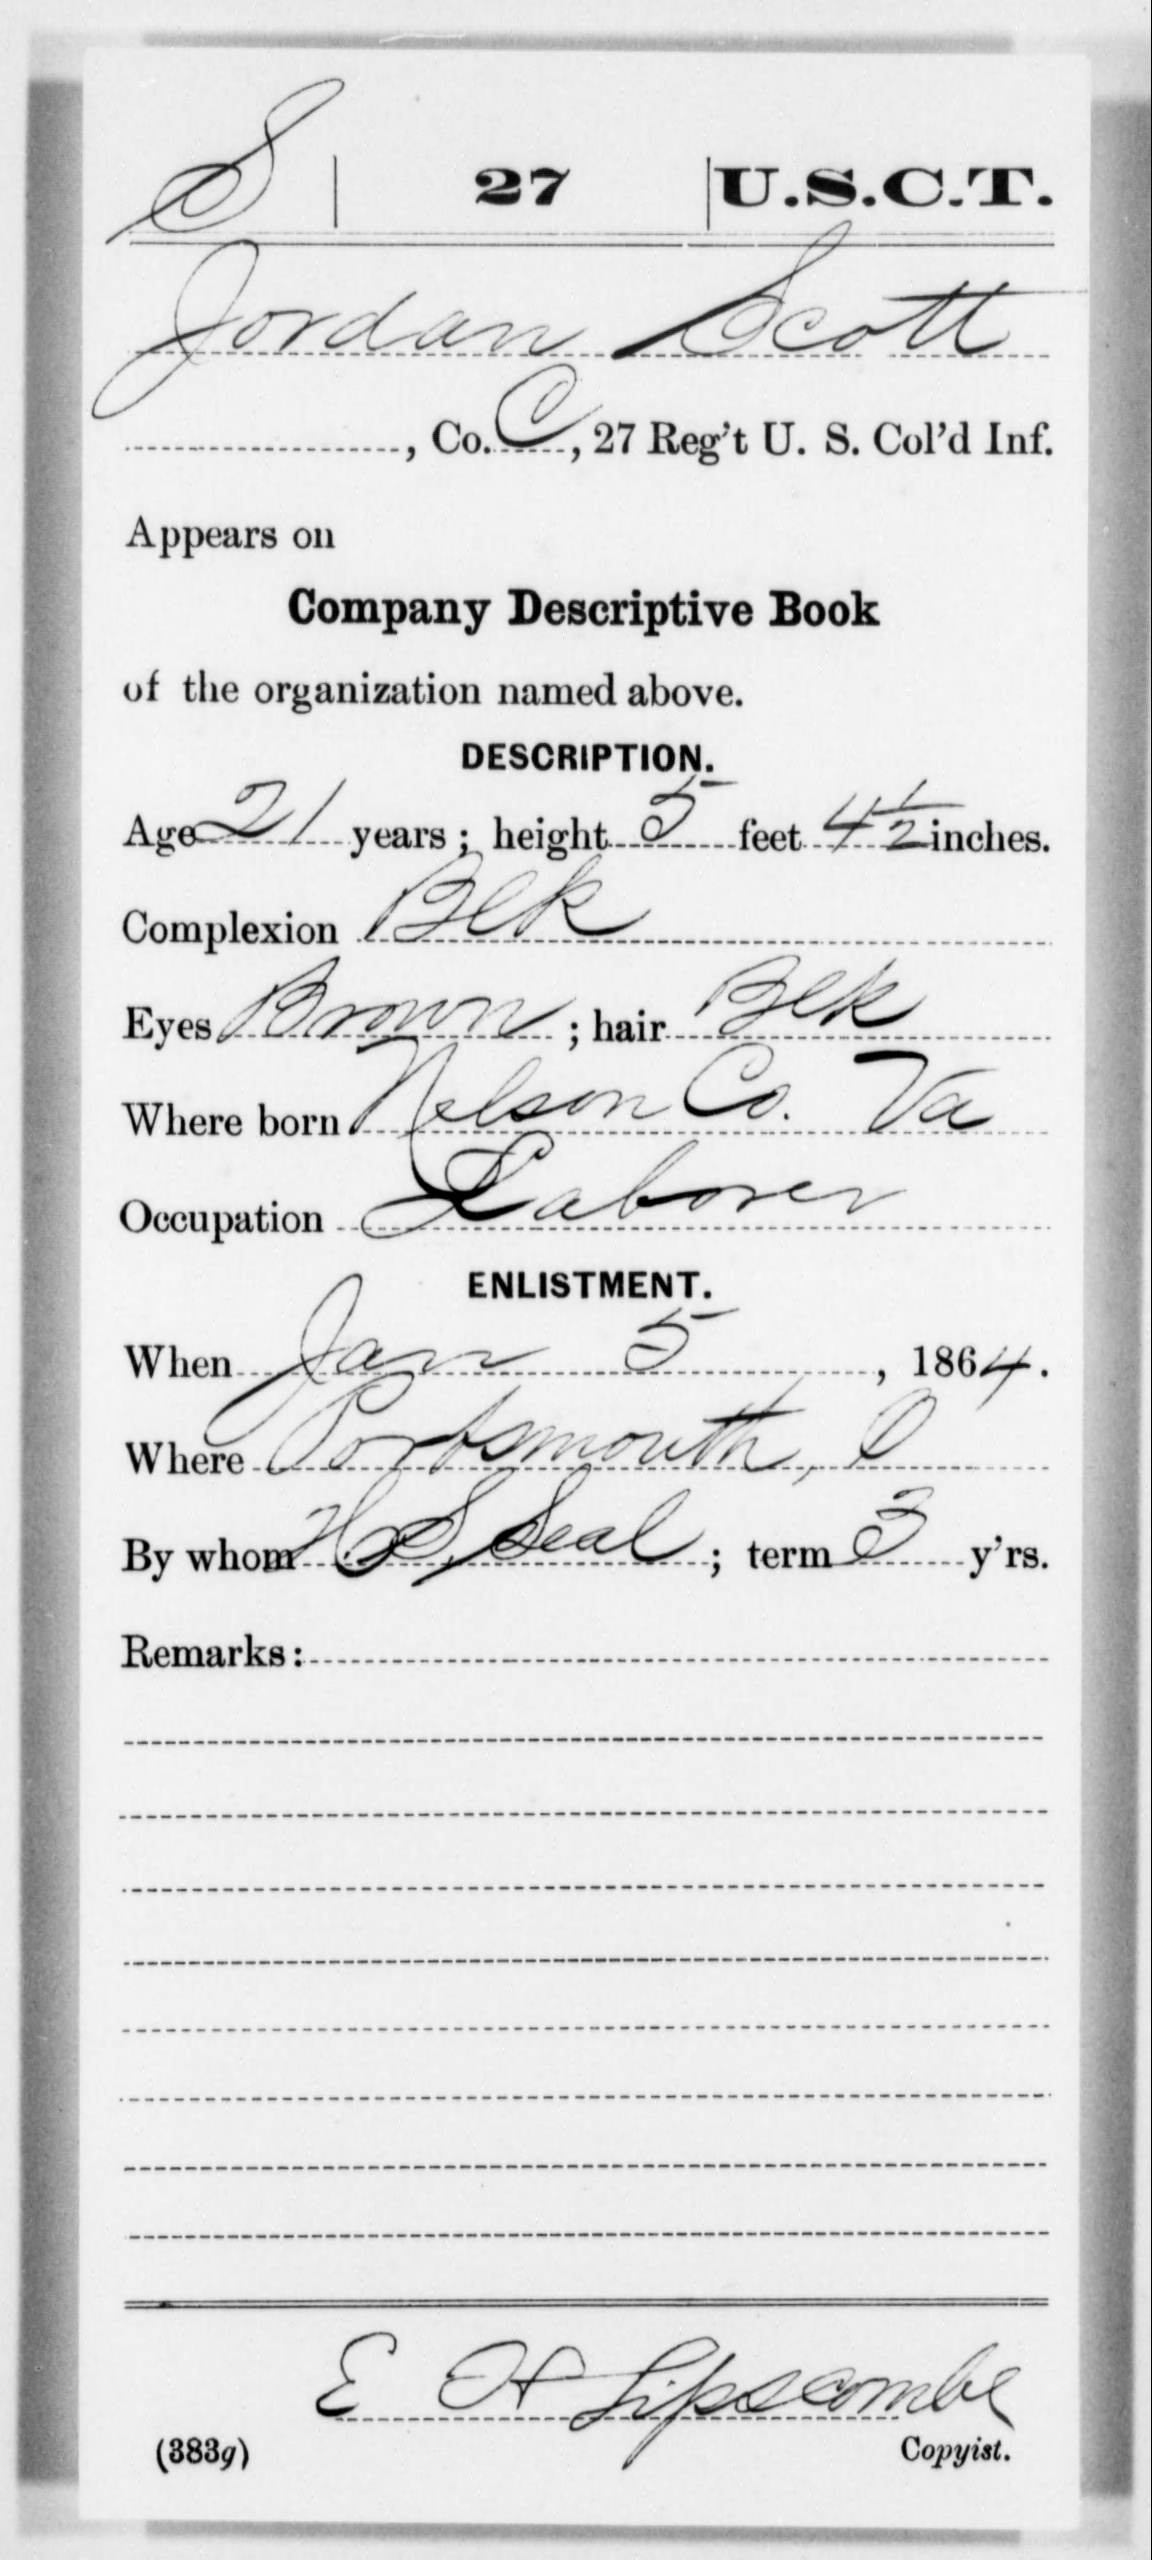 S | 27 | U.S.C.T.
Jordan Scott
, Co. C, 27 Reg't U. S. Col'd Inf.
Appears on
Company Descriptive Book
of the organization named above.
DESCRIPTION.
Age 21 years; height 5 feet 4½ inches.
Complexion Blk
Eyes Brown; hair Blk
Where born Nelson Co. Va
Occupation Laborer
ENLISTMENT.
When Jan 5, 1864.
Where Portsmouth, O
By whom H S Seal; term 3 y'rs.
Remarks:
E H Lipscombe
(383g) Copyist.